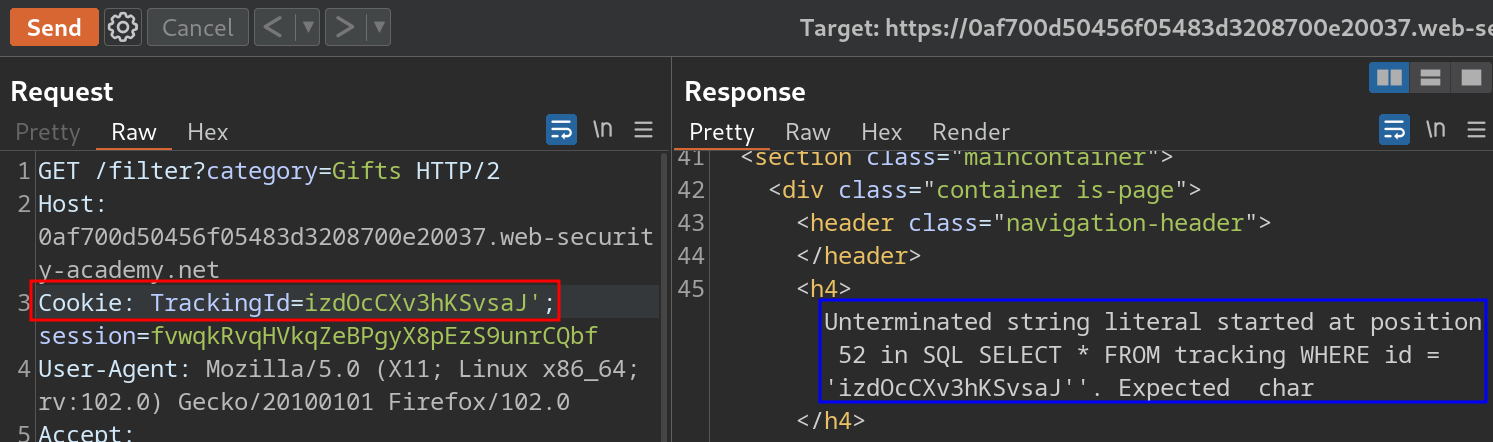 Send
Cancel
Target: https://0af700d50456f05483d3208700e20037.web-se
Request
Response
Pretty
Raw
Hex
\n
Pretty
Raw
Hex
Render
\n
1 GET /filter?category=Gifts HTTP/2
2 Host:
0af700d50456f05483d3208700e20037.web-securit
y-academy.net
3 Cookie: TrackingId=izdOcCXv3hKSvsaJ';
session=fvwqkRvqHVkqZeBPgyX8pEzS9unrCQbf
4 User-Agent: Mozilla/5.0 (X11; Linux x86_64;
rv:102.0) Gecko/20100101 Firefox/102.0
5 Accept:
41 <section class="maincontainer">
42 <div class="container is-page">
43 <header class="navigation-header">
44 </header>
45 <h4>
Unterminated string literal started at position
52 in SQL SELECT * FROM tracking WHERE id =
'izdOcCXv3hKSvsaJ''. Expected  char
</h4>